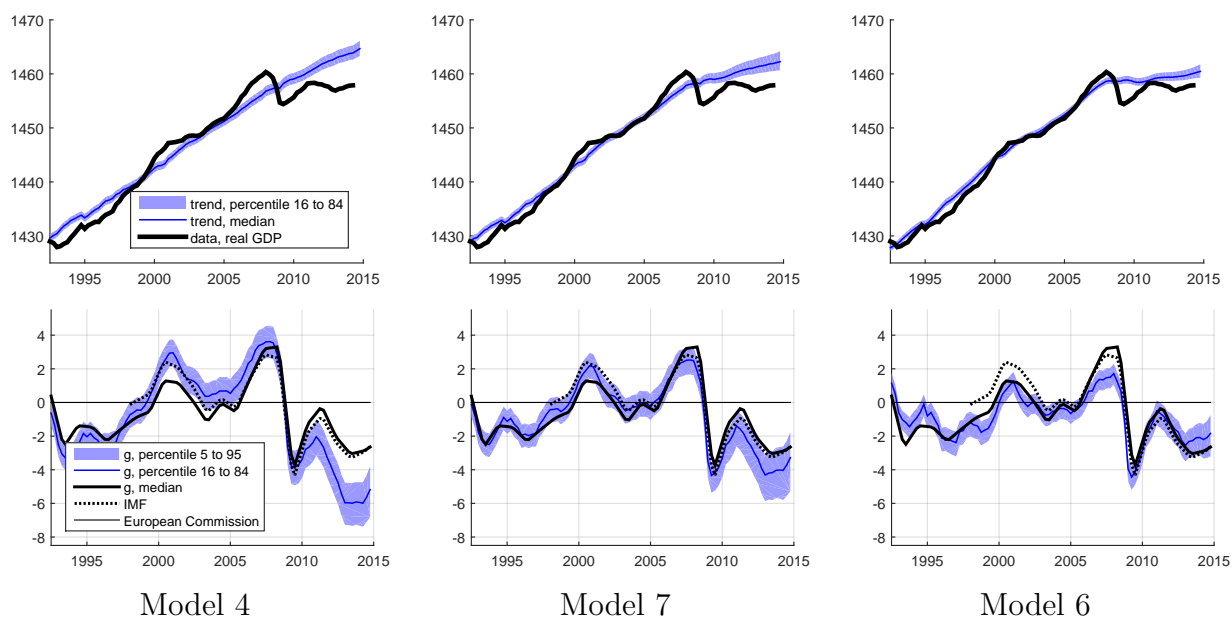 1470
1460
1450
1440
1430
trend, percentile 16 to 84
trend, median
data, real GDP
1995 2000 2005 2010 2015
1470
1460
1450
1440
1430
1995 2000 2005 2010 2015
1470
1460
1450
1440
1430
1995 2000 2005 2010 2015
4
2
0
-2
-4
-6
-8
g, percentile 5 to 95
g, percentile 16 to 84
g, median
IMF
European Commission
1995 2000 2005 2010 2015
4
2
0
-2
-4
-6
-8
1995 2000 2005 2010 2015
4
2
0
-2
-4
-6
-8
1995 2000 2005 2010 2015
Model 4 Model 7 Model 6